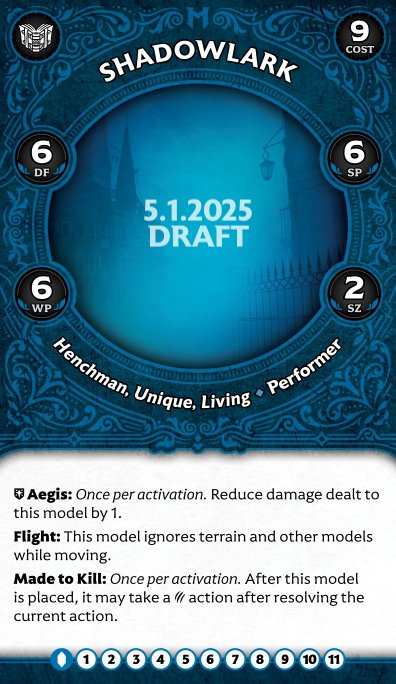 SHADOWLARK
9
COST
6
DF
6
SP
5.1.2025
DRAFT
6
WP
2
SZ
Henchman, Unique, Living ⬥ Performer
Aegis: Once per activation. Reduce damage dealt to
this model by 1.
Flight: This model ignores terrain and other models
while moving.
Made to Kill: Once per activation. After this model
is placed, it may take a action after resolving the
current action.
1 2 3 4 5 6 7 8 9 10 11